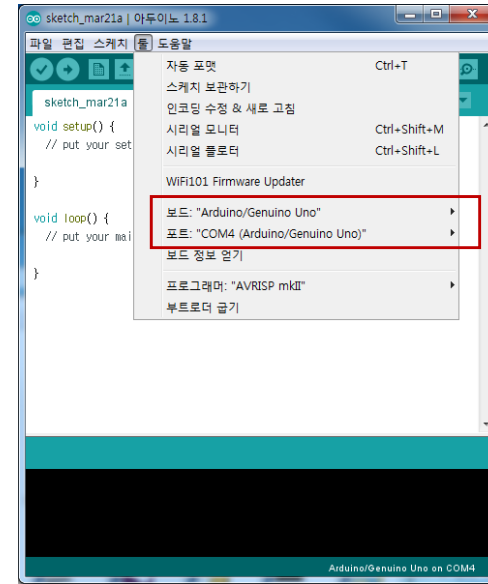 sketch_mar21a | 아두이노 1.8.1
파일 편집 스케치 툴 도움말
자동 포맷 Ctrl+T
스케치 보관하기
인코딩 수정 & 새로 고침
시리얼 모니터 Ctrl+Shift+M
시리얼 플로터 Ctrl+Shift+L
WiFi101 Firmware Updater
보드: "Arduino/Genuino Uno"
포트: "COM4 (Arduino/Genuino Uno)"
보드 정보 얻기
프로그래머: "AVRISP mkII"
부트로더 굽기
sketch_mar21a
void setup() {
// put your set
}
void loop() {
// put your mai
}
Arduino/Genuino Uno on COM4